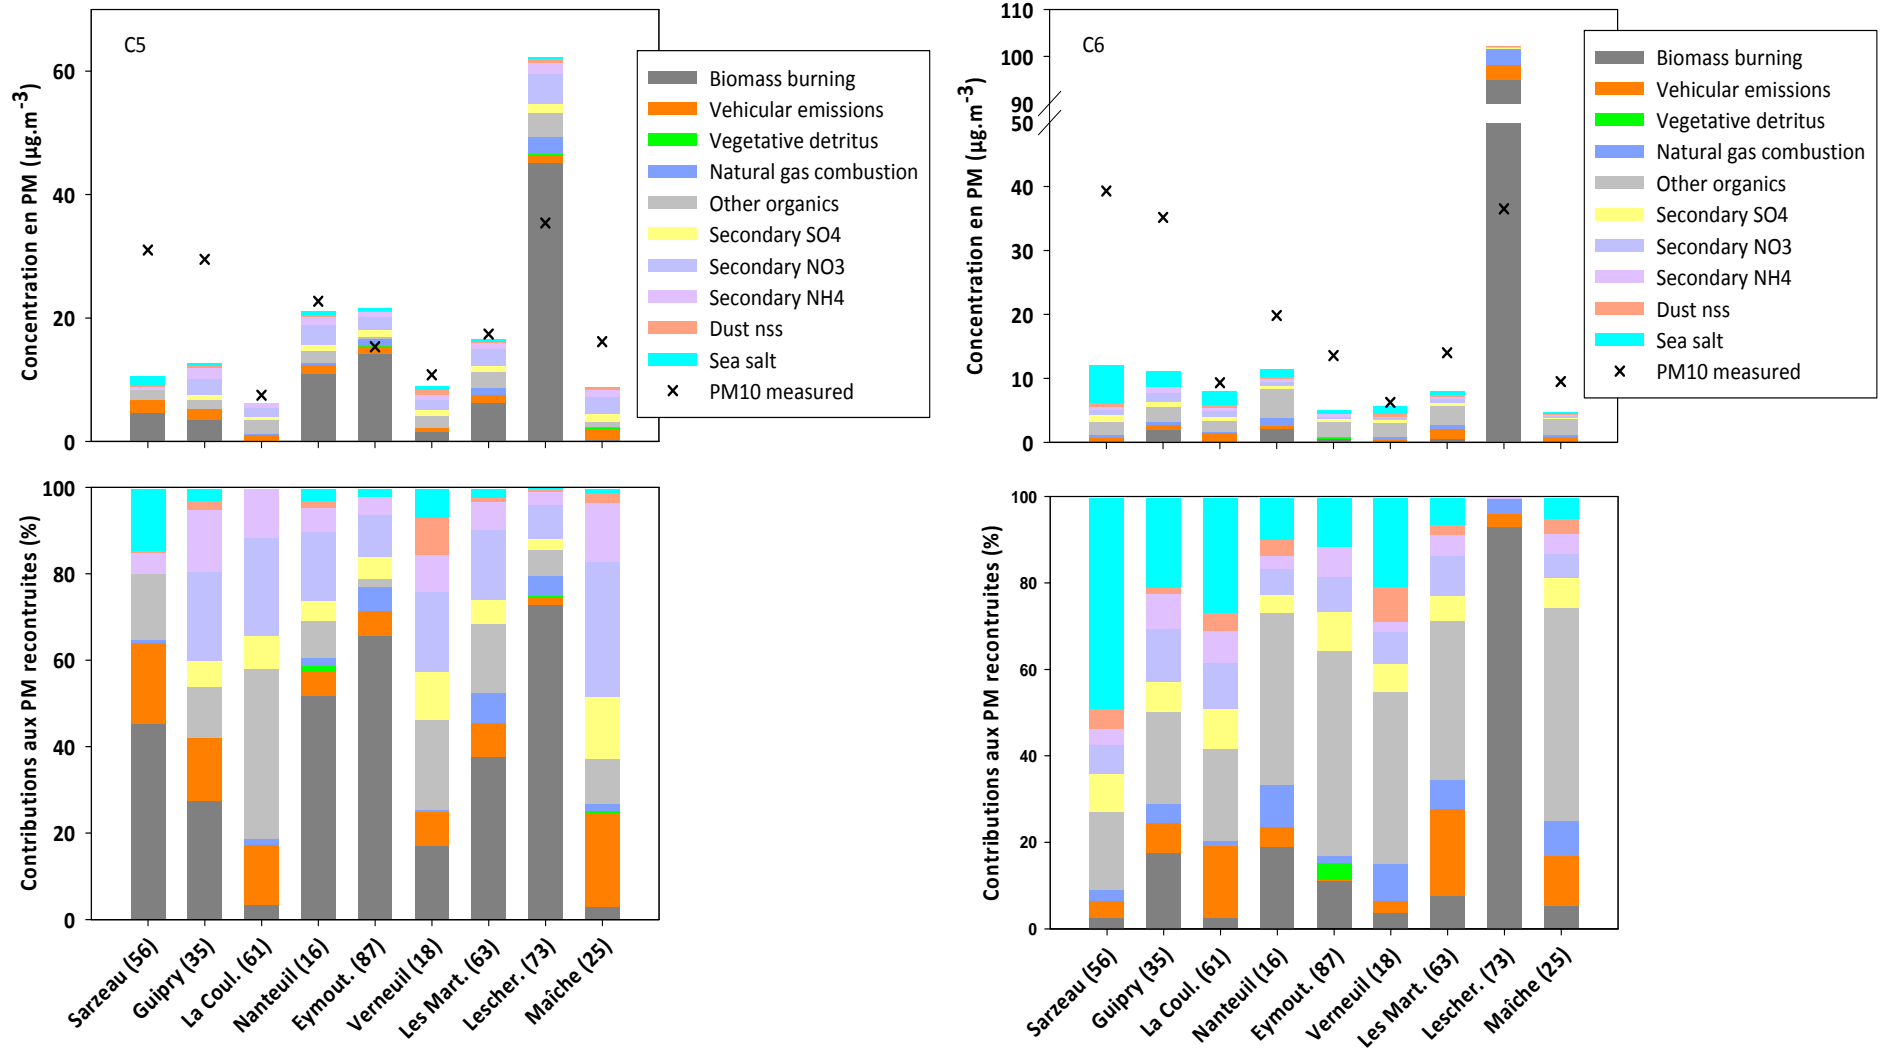 C5
Concentration en PM (µg.m-3)
60
40
20
0
Biomass burning
Vehicular emissions
Vegetative detritus
Natural gas combustion
Other organics
Secondary SO4
Secondary NO3
Secondary NH4
Dust nss
Sea salt
PM10 measured
Contributions aux PM recontruites (%)
100
80
60
40
20
0
Sarzeau (56)
Guipry (35)
La Coul. (61)
Nanteuil (16)
Eymout. (87)
Verneuil (18)
Les Mart. (63)
Lescher. (73)
Maîche (25)
C6
Concentration en PM (µg.m-3)
110
100
90
50
40
30
20
10
0
Biomass burning
Vehicular emissions
Vegetative detritus
Natural gas combustion
Other organics
Secondary SO4
Secondary NO3
Secondary NH4
Dust nss
Sea salt
PM10 measured
Contributions aux PM recontruites (%)
100
80
60
40
20
0
Sarzeau (56)
Guipry (35)
La Coul. (61)
Nanteuil (16)
Eymout. (87)
Verneuil (18)
Les Mart. (63)
Lescher. (73)
Maîche (25)